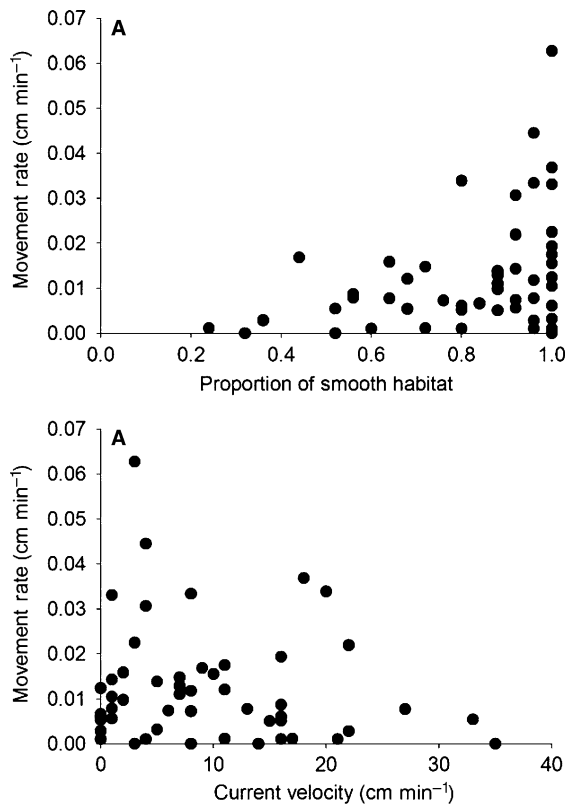 A
0.07
0.06
0.05
0.04
0.03
0.02
0.01
0.00
Movement rate (cm min⁻¹)
0.0 0.2 0.4 0.6 0.8 1.0
Proportion of smooth habitat
A
0.07
0.06
0.05
0.04
0.03
0.02
0.01
0.00
Movement rate (cm min⁻¹)
0 10 20 30 40
Current velocity (cm min⁻¹)